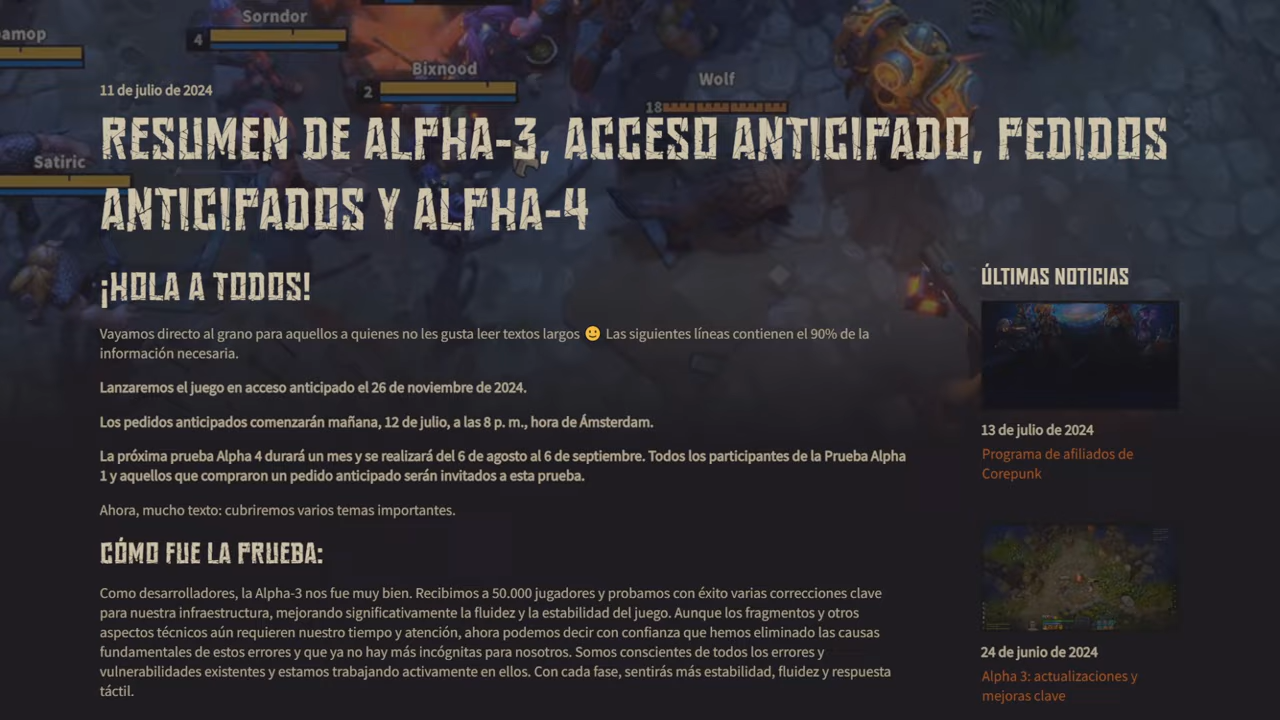 Sorndor
4
Bixnood
2
Wolf
18
Satiric
11 de julio de 2024
RESUMEN DE ALPHA-3, ACCESO ANTICIPADO, PEDIDOS
ANTICIPADOS Y ALPHA-4
¡HOLA A TODOS!
Vayamos directo al grano para aquellos a quienes no les gusta leer textos largos 🙂 Las siguientes líneas contienen el 90% de la
información necesaria.
Lanzaremos el juego en acceso anticipado el 26 de noviembre de 2024.
Los pedidos anticipados comenzarán mañana, 12 de julio, a las 8 p. m., hora de Ámsterdam.
La próxima prueba Alpha 4 durará un mes y se realizará del 6 de agosto al 6 de septiembre. Todos los participantes de la Prueba Alpha
1 y aquellos que compraron un pedido anticipado serán invitados a esta prueba.
Ahora, mucho texto: cubriremos varios temas importantes.
CÓMO FUE LA PRUEBA:
Como desarrolladores, la Alpha-3 nos fue muy bien. Recibimos a 50.000 jugadores y probamos con éxito varias correcciones clave
para nuestra infraestructura, mejorando significativamente la fluidez y la estabilidad del juego. Aunque los fragmentos y otros
aspectos técnicos aún requieren nuestro tiempo y atención, ahora podemos decir con confianza que hemos eliminado las causas
fundamentales de estos errores y que ya no hay más incógnitas para nosotros. Somos conscientes de todos los errores y
vulnerabilidades existentes y estamos trabajando activamente en ellos. Con cada fase, sentirás más estabilidad, fluidez y respuesta
táctil.
ÚLTIMAS NOTICIAS
13 de julio de 2024
Programa de afiliados de
Corepunk
24 de junio de 2024
Alpha 3: actualizaciones y
mejoras clave